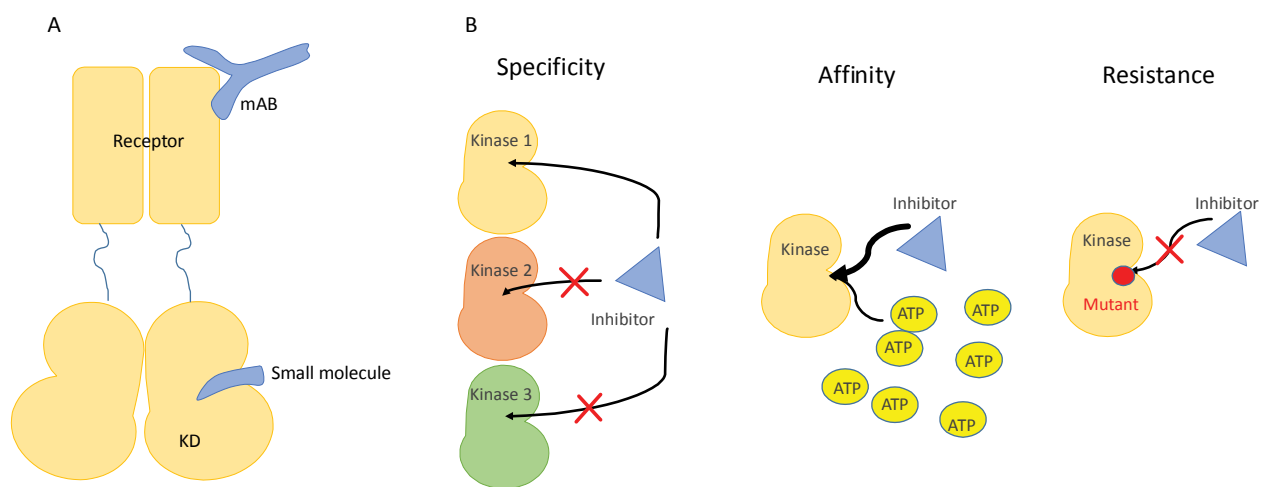 A
mAB
Receptor
Small molecule
KD
B
Specificity
Kinase 1
Kinase 2
Inhibitor
Kinase 3
Affinity
Inhibitor
Kinase
ATP
ATP
ATP
ATP
ATP
ATP
ATP
Resistance
Inhibitor
Kinase
Mutant